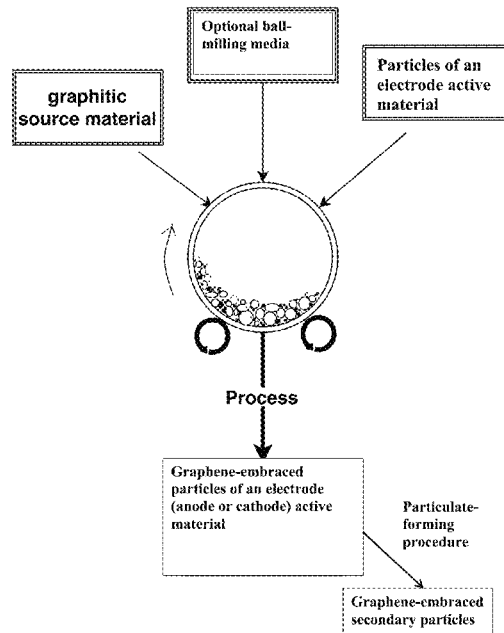 Optional ball-
milling media
graphitic
source material
Particles of an
electrode active
material
Process
Graphene-embraced
particles of an electrode
(anode or cathode) active
material
Particulate-
forming
procedure
Graphene-embraced
secondary particles